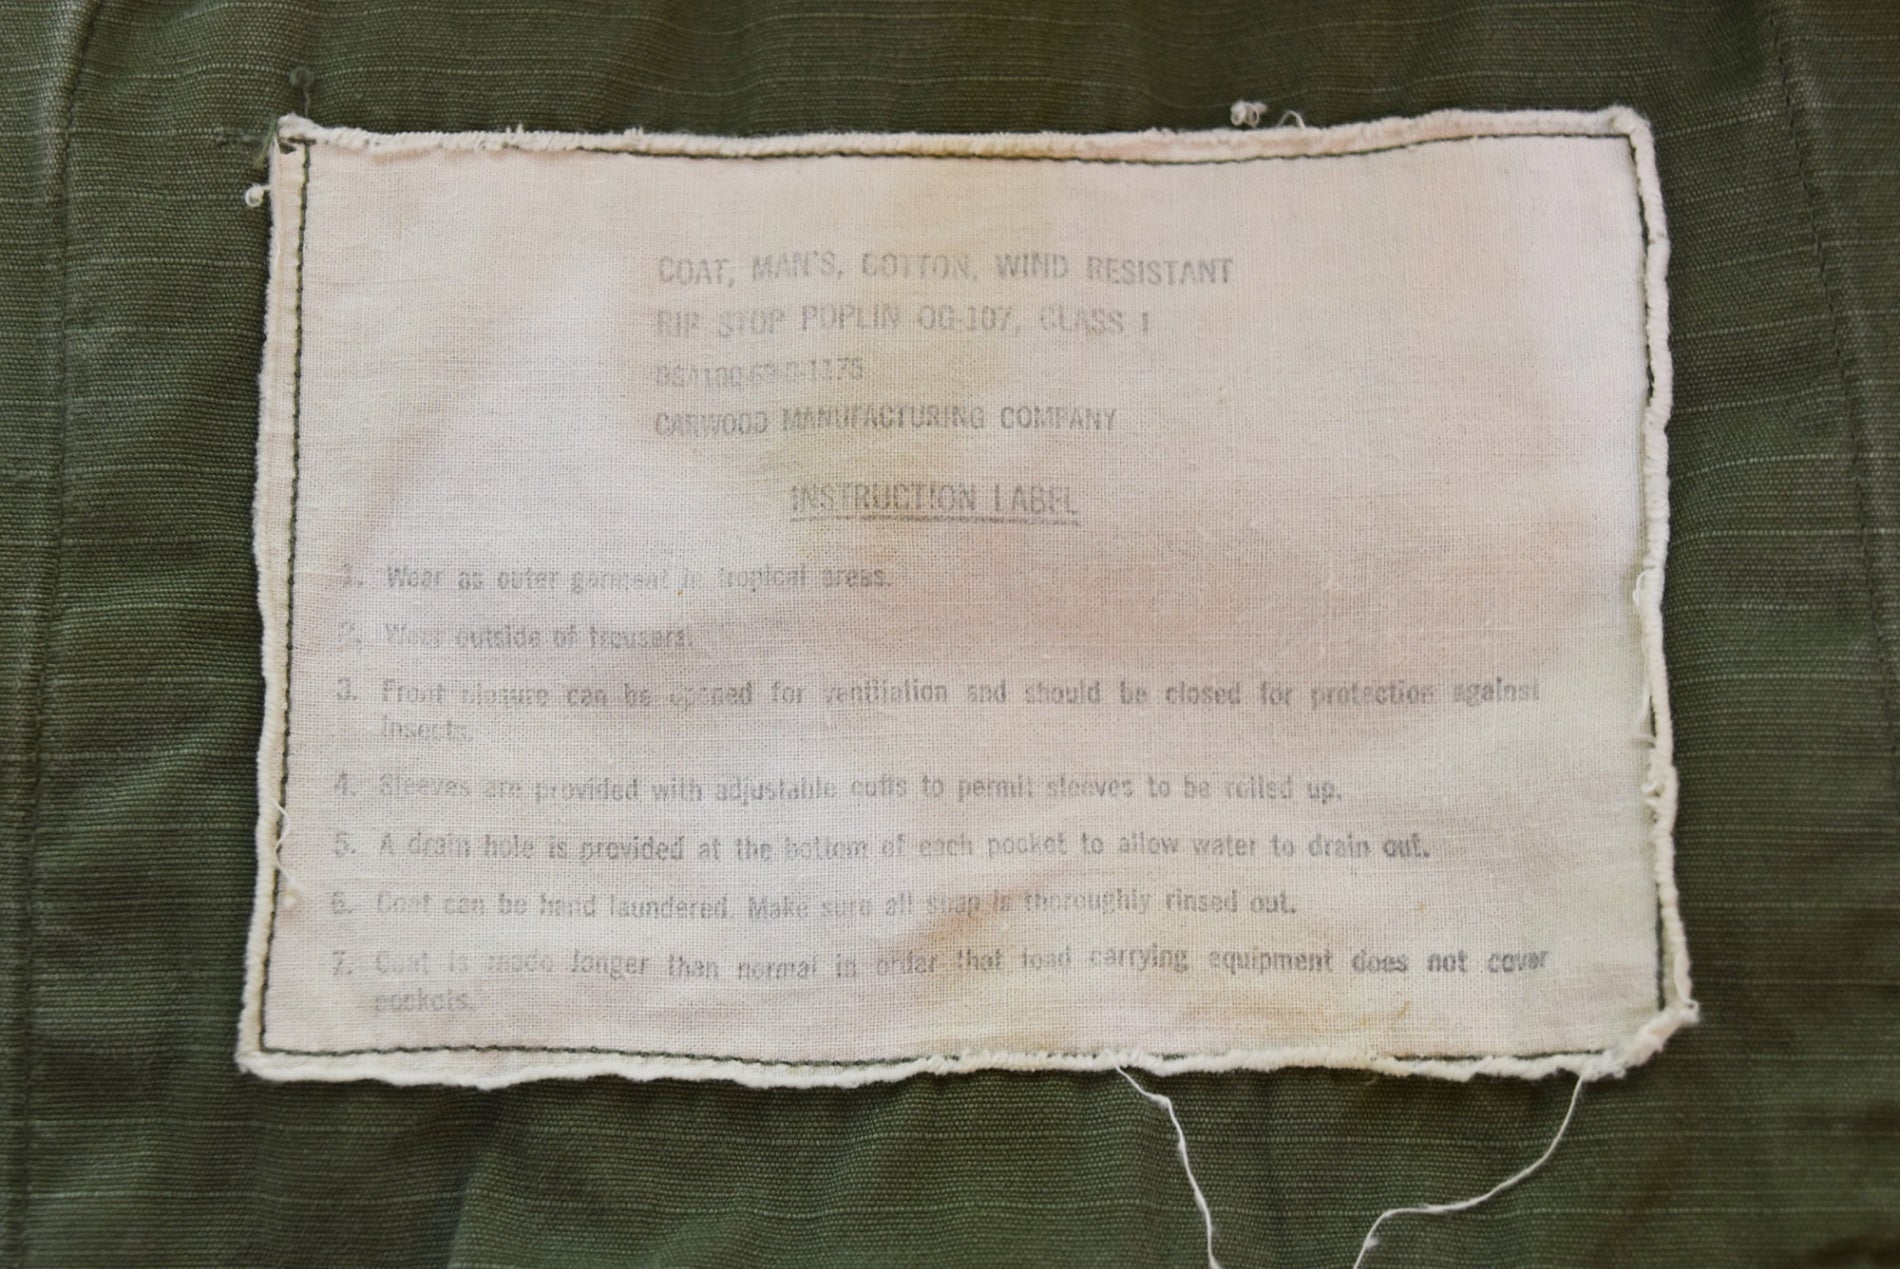 COAT, MAN'S, COTTON, WIND RESISTANT
RIP STOP POPLIN OG-107, CLASS I
CARWOOD MANUFACTURING COMPANY
INSTRUCTION LABEL
1. Wear as outer garment in tropical areas.
2. Wear outside of trousers.
3. Front closure can be opened for ventilation and should be closed for protection against
insects.
4. Sleeves are provided with adjustable cuffs to permit sleeves to be rolled up.
5. A drain hole is provided at the bottom of each pocket to allow water to drain out.
6. Coat can be hand laundered. Make sure all soap is thoroughly rinsed out.
7. Coat is made longer than normal in order that load carrying equipment does not cover
pockets.